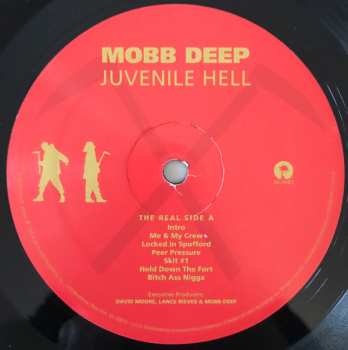 MOBB DEEP
JUVENILE HELL
THE REAL SIDE A
Intro
Me & My Crew
Locked In Spofford
Peer Pressure
Skit #1
Hold Down The Fort
Bitch Ass Nigga
Executive Producers:
DAVID MOORE, LANCE RIEVES & MOBB DEEP